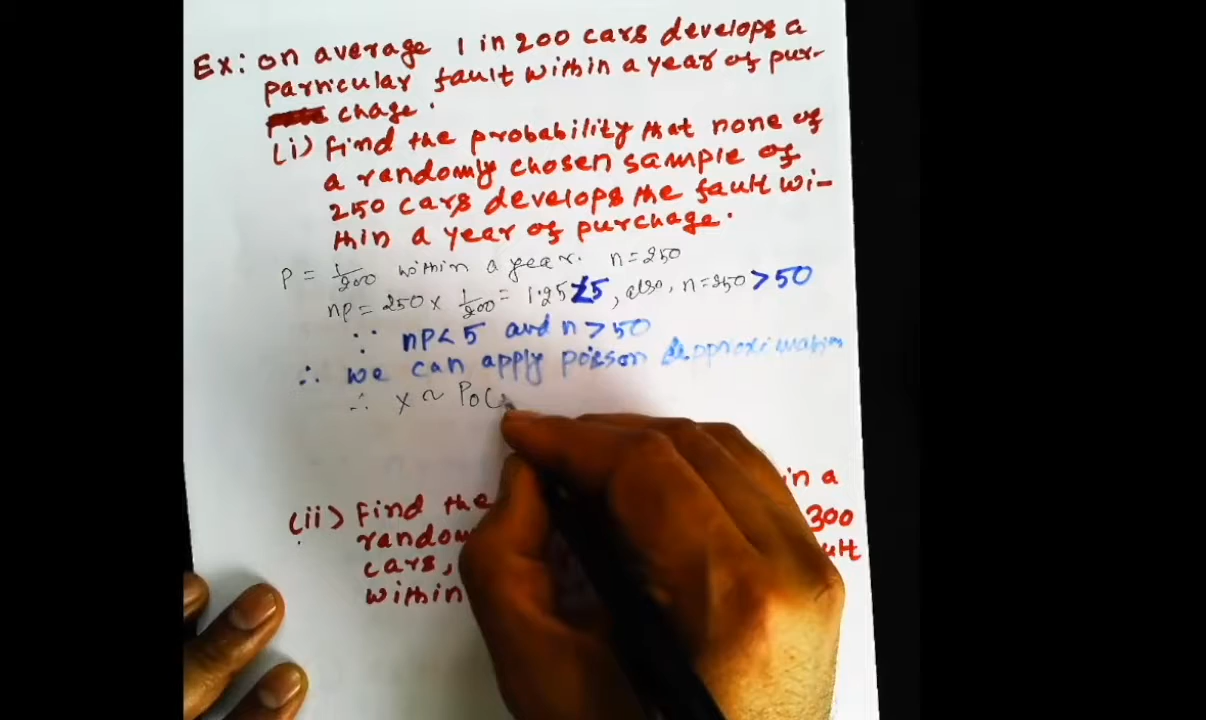 Ex: on average 1 in 200 cars develops a
particular fault within a year of pur-
chage.
(i) Find the probability that none of
a randomly chosen sample of
250 cars develops the fault wi-
thin a year of purchage.
P = 1/200 within a year. n=250
np = 250 × 1/200 = 1.25 < 5, also, n=250 > 50
∵ np < 5 and n > 50
∴ we can apply poisson approximation
∴ X ~ Po(
(ii) Find the in a
random 300
cars, ult
within